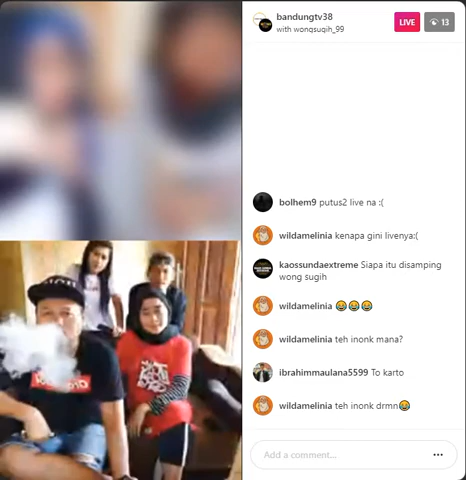 bandungtv38
with wongsugih_99
LIVE
13
bolhem9 putus2 live na :(
wildamelinia kenapa gini livenya:(
kaossundaextreme Siapa itu disamping
wong sugih
wildamelinia 😂😂😂
wildamelinia teh inonk mana?
ibrahimmaulana5599 To karto
wildamelinia teh inonk drmn😂
Add a comment...